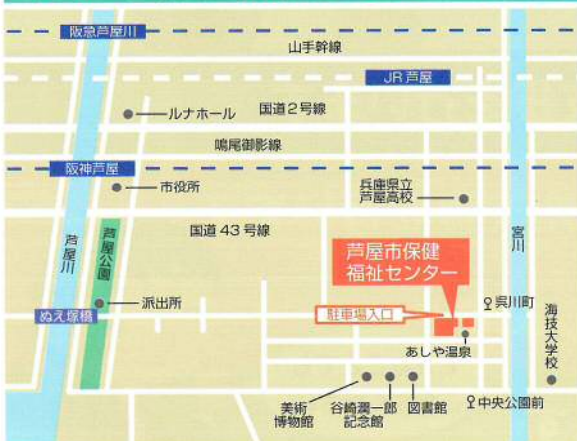 阪急芦屋川
山手幹線
JR芦屋
ルナホール
国道2号線
鳴尾御影線
阪神芦屋
市役所
兵庫県立
芦屋高校
国道43号線
芦屋川
芦屋公園
宮川
芦屋市保健
福祉センター
派出所
ぬえ塚橋
駐車場入口
呉川町
海技大学校
あしや温泉
美術
博物館
谷崎潤一郎
記念館
図書館
中央公園前